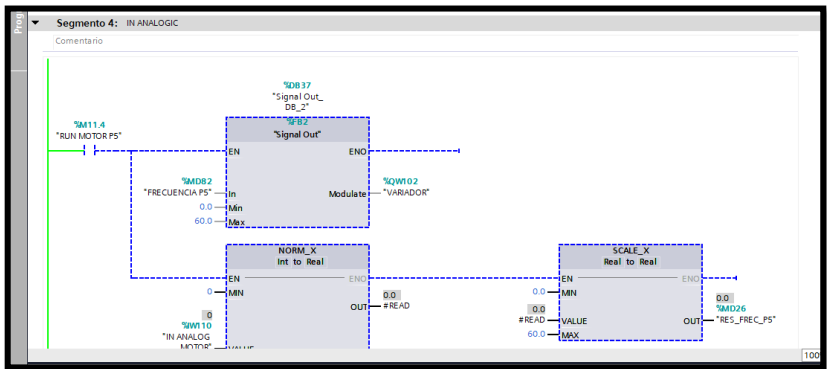 Prog
Segmento 4: IN ANALOGIC
Comentario
%DB37
"Signal Out_
DB_2"
%M11.4
"RUN MOTOR P5"
%FB2
"Signal Out"
EN
ENO
%MD82
"FRECUENCIA P5"
In
0.0
Min
60.0
Max
Modulate
%QW102
"VARIADOR"
NORM_X
Int to Real
EN
ENO
0
MIN
0
%IW110
"IN ANALOG
MOTOR"
VALUE
OUT
0.0
#READ
SCALE_X
Real to Real
EN
ENO
0.0
MIN
0.0
#READ
VALUE
60.0
MAX
OUT
0.0
%MD26
"RES_FREC_P5"